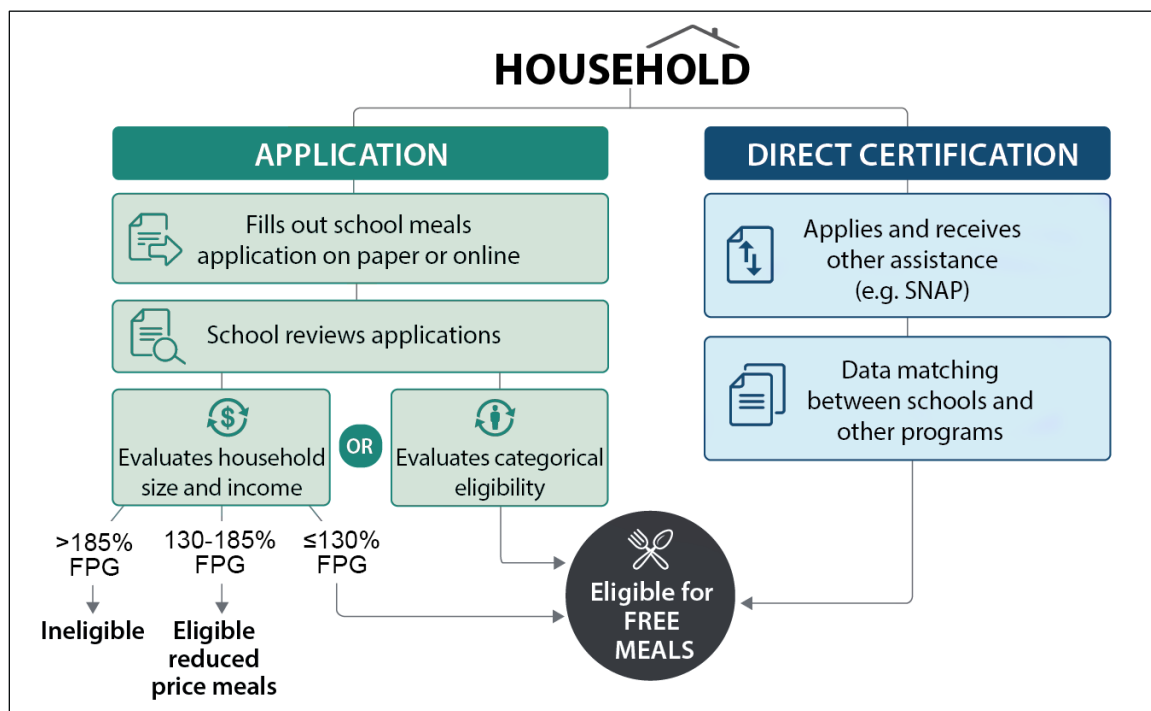 HOUSEHOLD
APPLICATION
Fills out school meals
application on paper or online
School reviews applications
$
Evaluates household
size and income
OR
Evaluates categorical
eligibility
>185%
FPG
130-185%
FPG
≤130%
FPG
Ineligible
Eligible
reduced
price meals
DIRECT CERTIFICATION
Applies and receives
other assistance
(e.g. SNAP)
Data matching
between schools and
other programs
Eligible for
FREE
MEALS